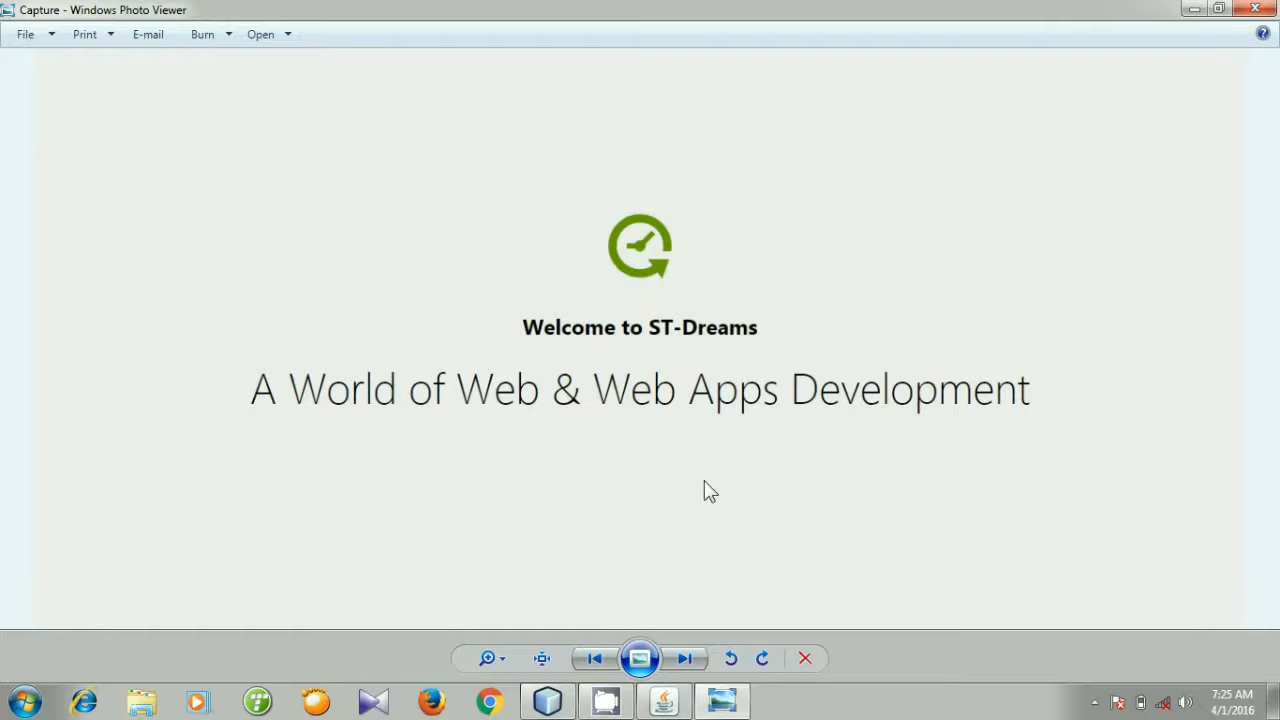 Capture - Windows Photo Viewer
File Print E-mail Burn Open
Welcome to ST-Dreams
A World of Web & Web Apps Development
7:25 AM
4/1/2016